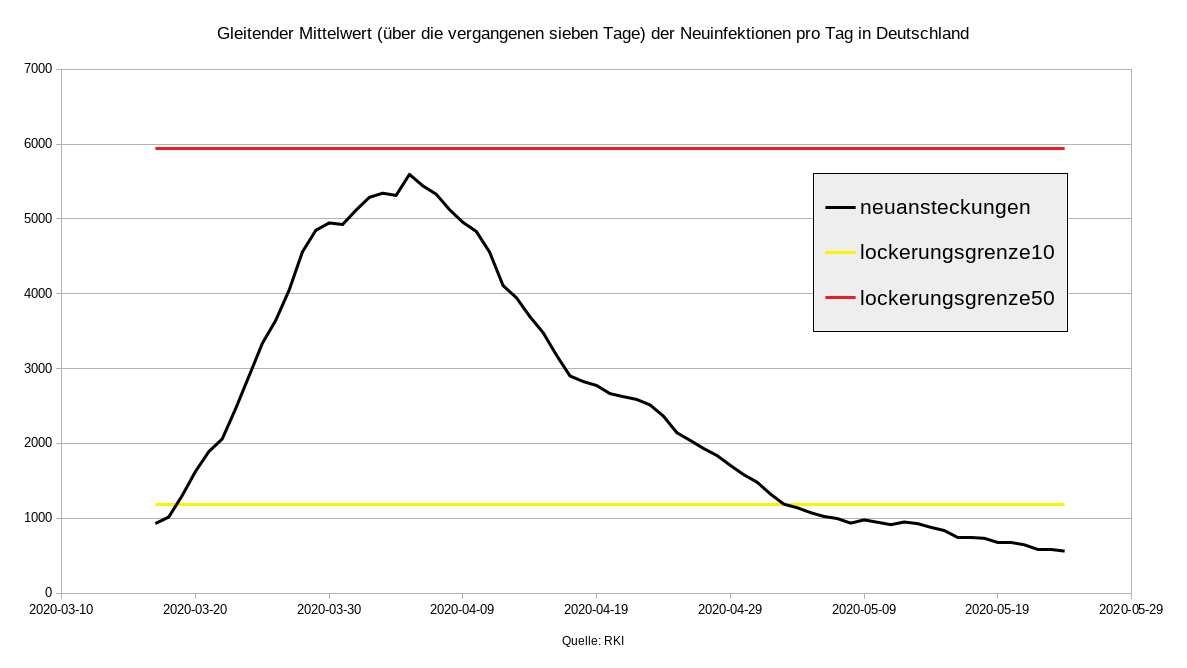 Gleitender Mittelwert (über die vergangenen sieben Tage) der Neuinfektionen pro Tag in Deutschland
7000
6000
5000
4000
3000
2000
1000
0
neuansteckungen
lockerungsgrenze10
lockerungsgrenze50
2020-03-10 2020-03-20 2020-03-30 2020-04-09 2020-04-19 2020-04-29 2020-05-09 2020-05-19 2020-05-29
Quelle: RKI